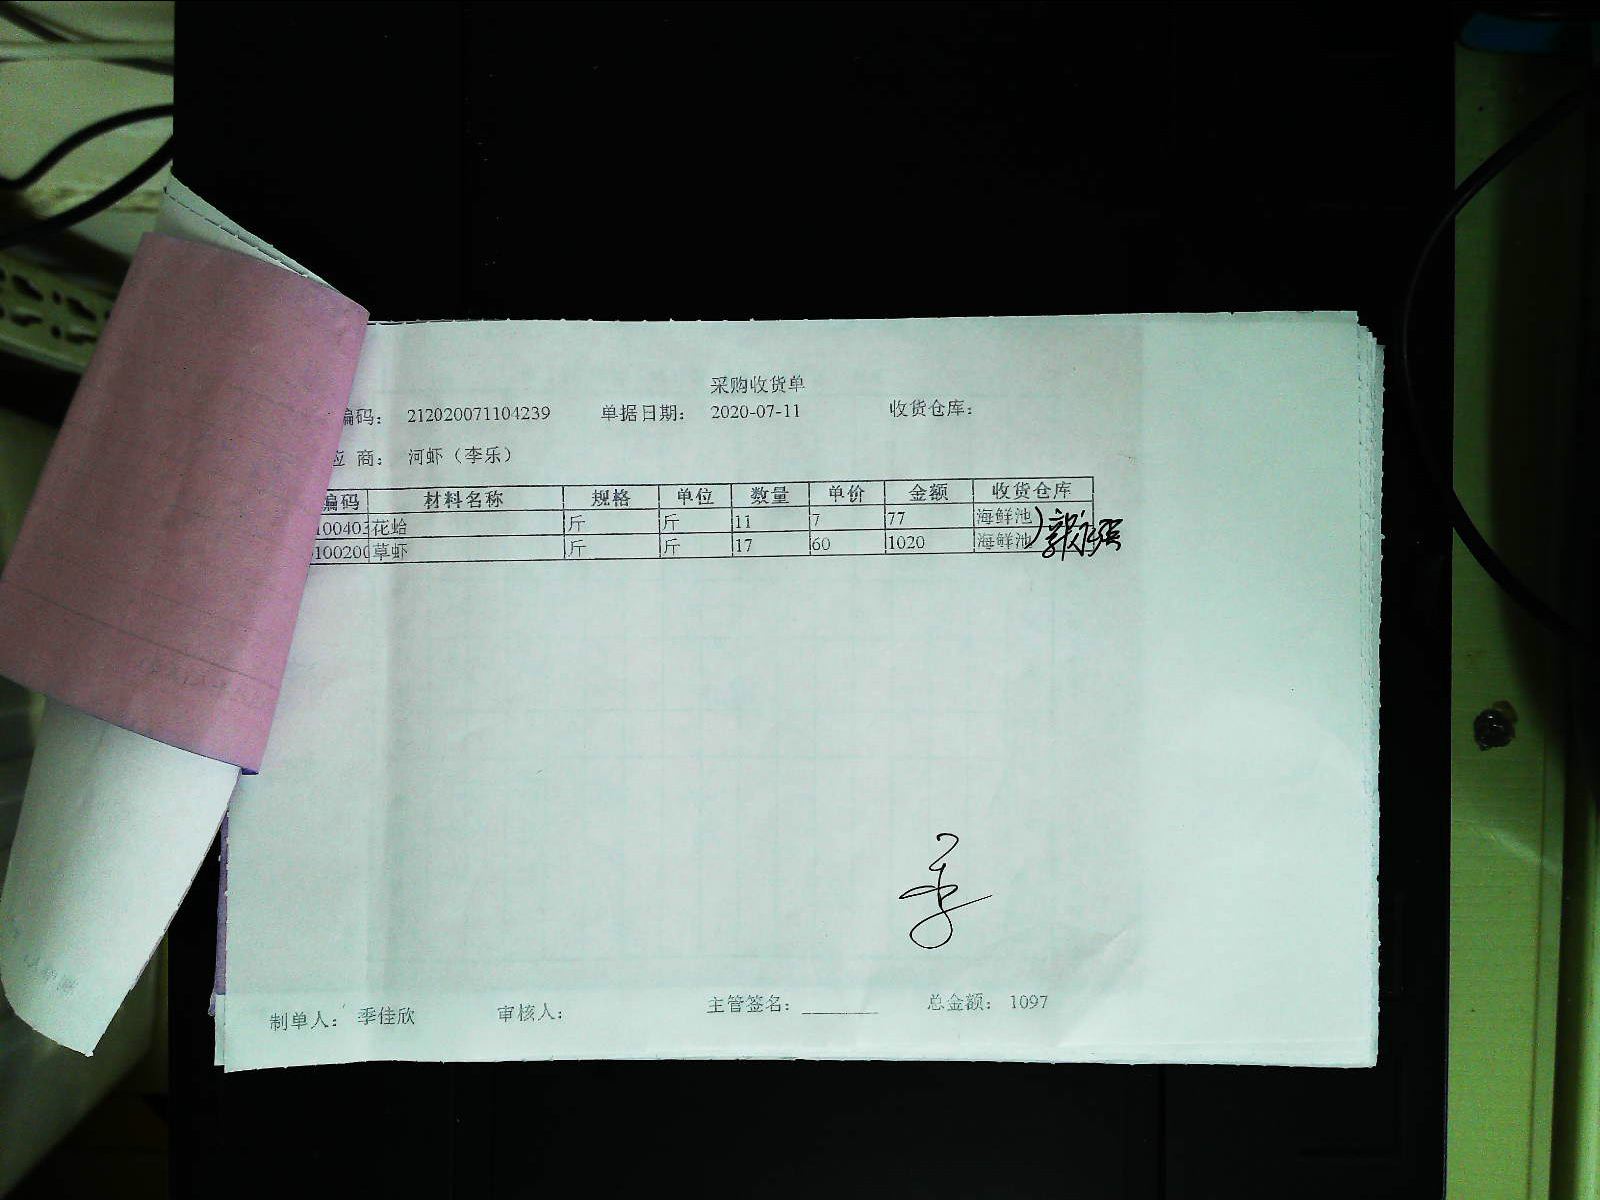 采购收货单
编码： 212020071104239 单据日期： 2020-07-11 收货仓库：
应 商： 河虾（李乐）
编码 材料名称 规格 单位 数量 单价 金额 收货仓库
10040 花蛤 斤 斤 11 7 77 海鲜池
100200 草虾 斤 斤 17 60 1020 海鲜池
季
制单人： 季佳欣 审核人： 主管签名： 总金额： 1097